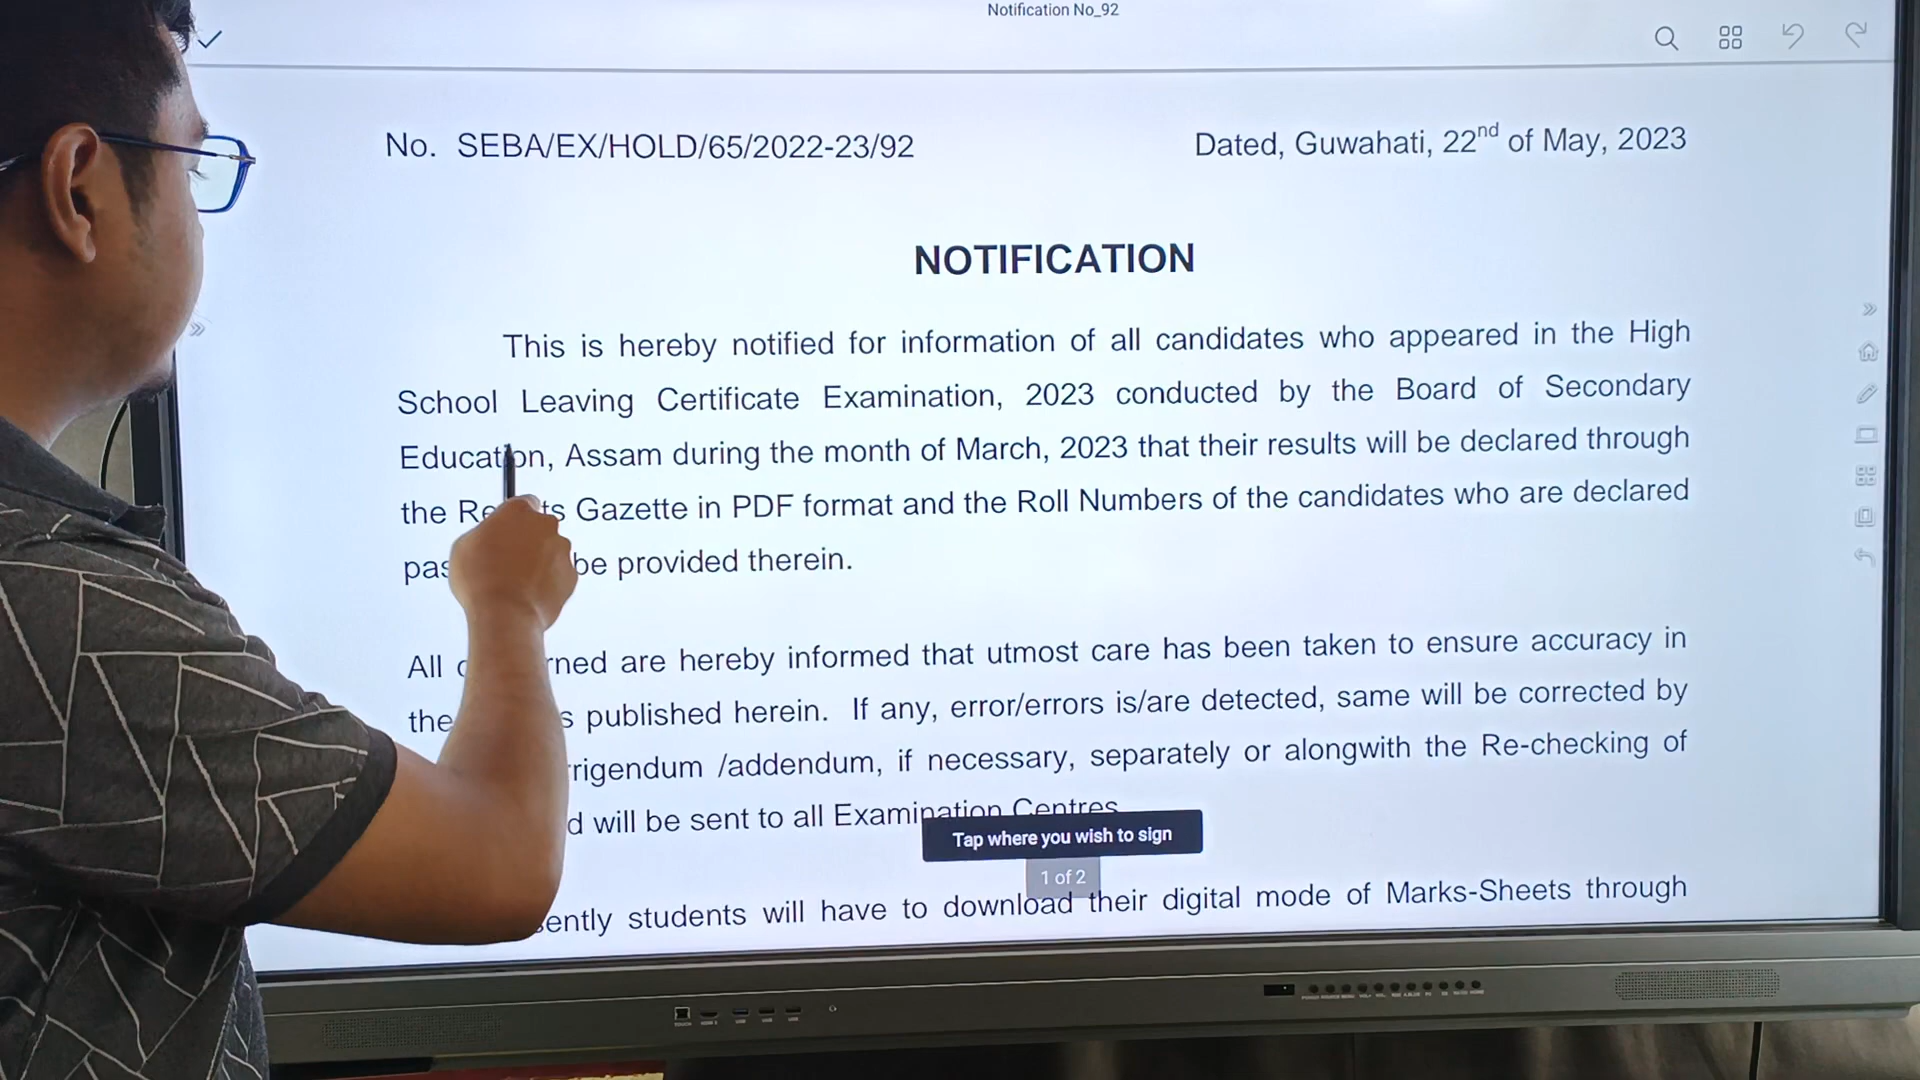 Notification No_92
No. SEBA/EX/HOLD/65/2022-23/92 Dated, Guwahati, 22nd of May, 2023
NOTIFICATION
This is hereby notified for information of all candidates who appeared in the High
School Leaving Certificate Examination, 2023 conducted by the Board of Secondary
Education, Assam during the month of March, 2023 that their results will be declared through
the Gazette in PDF format and the Roll Numbers of the candidates who are declared
be provided therein.
All are hereby informed that utmost care has been taken to ensure accuracy in
the published herein. If any, error/errors is/are detected, same will be corrected by
/addendum, if necessary, separately or alongwith the Re-checking of
will be sent to all Examination Centres
Tap where you wish to sign
1 of 2
students will have to download their digital mode of Marks-Sheets through